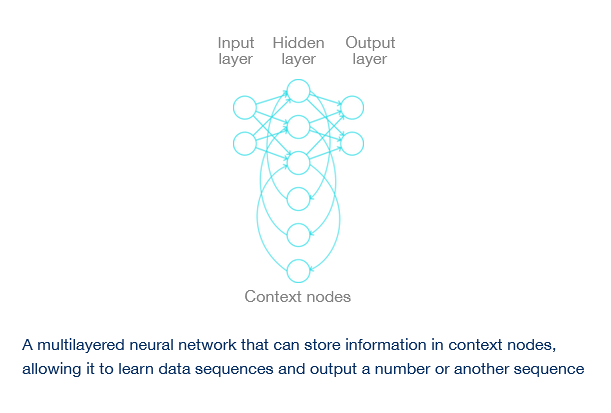 Input Hidden Output
layer layer layer
Context nodes
A multilayered neural network that can store information in context nodes,
allowing it to learn data sequences and output a number or another sequence